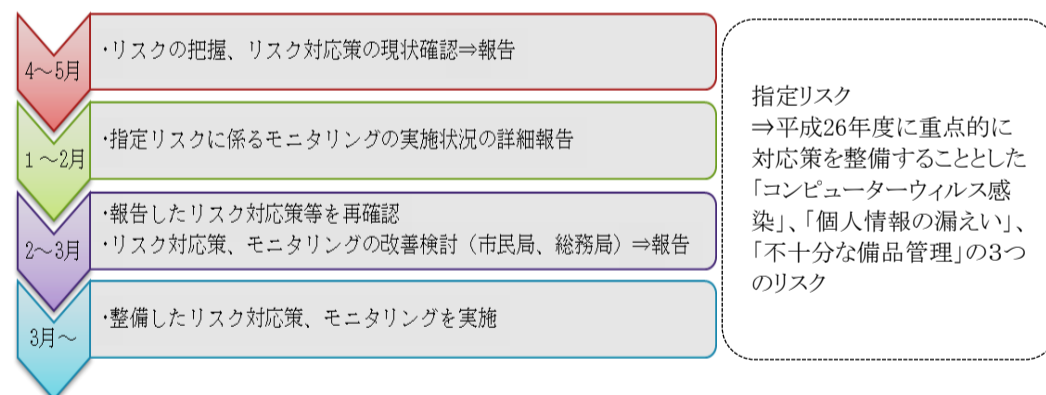 4～5月
・リスクの把握、リスク対応策の現状確認⇒報告
1～2月
・指定リスクに係るモニタリングの実施状況の詳細報告
2～3月
・報告したリスク対応策等を再確認
・リスク対応策、モニタリングの改善検討（市民局、総務局）⇒報告
3月～
・整備したリスク対応策、モニタリングを実施
指定リスク
⇒平成26年度に重点的に
対応策を整備することとした
「コンピューターウィルス感
染」、「個人情報の漏えい」、
「不十分な備品管理」の3つ
のリスク